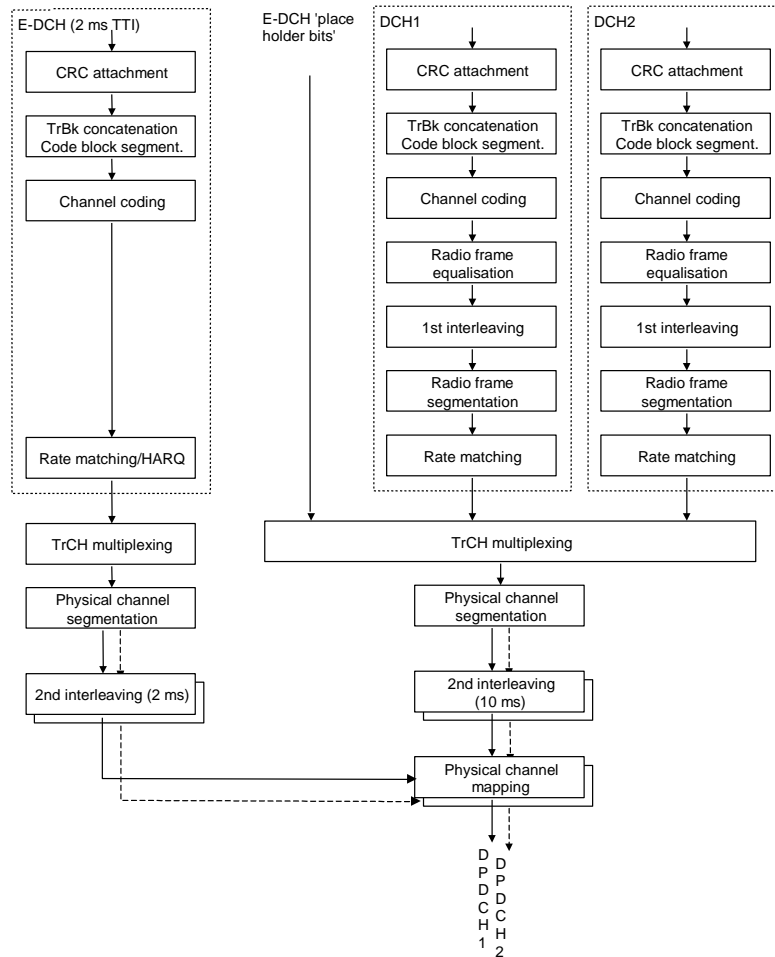 E-DCH (2 ms TTI)
CRC attachment
TrBk concatenation
Code block segment.
Channel coding
Rate matching/HARQ
TrCH multiplexing
Physical channel
segmentation
2nd interleaving (2 ms)
E-DCH 'place
holder bits'
DCH1
CRC attachment
TrBk concatenation
Code block segment.
Channel coding
Radio frame
equalisation
1st interleaving
Radio frame
segmentation
Rate matching
DCH2
CRC attachment
TrBk concatenation
Code block segment.
Channel coding
Radio frame
equalisation
1st interleaving
Radio frame
segmentation
Rate matching
TrCH multiplexing
Physical channel
segmentation
2nd interleaving
(10 ms)
Physical channel
mapping
DPDCH1
DPDCH2